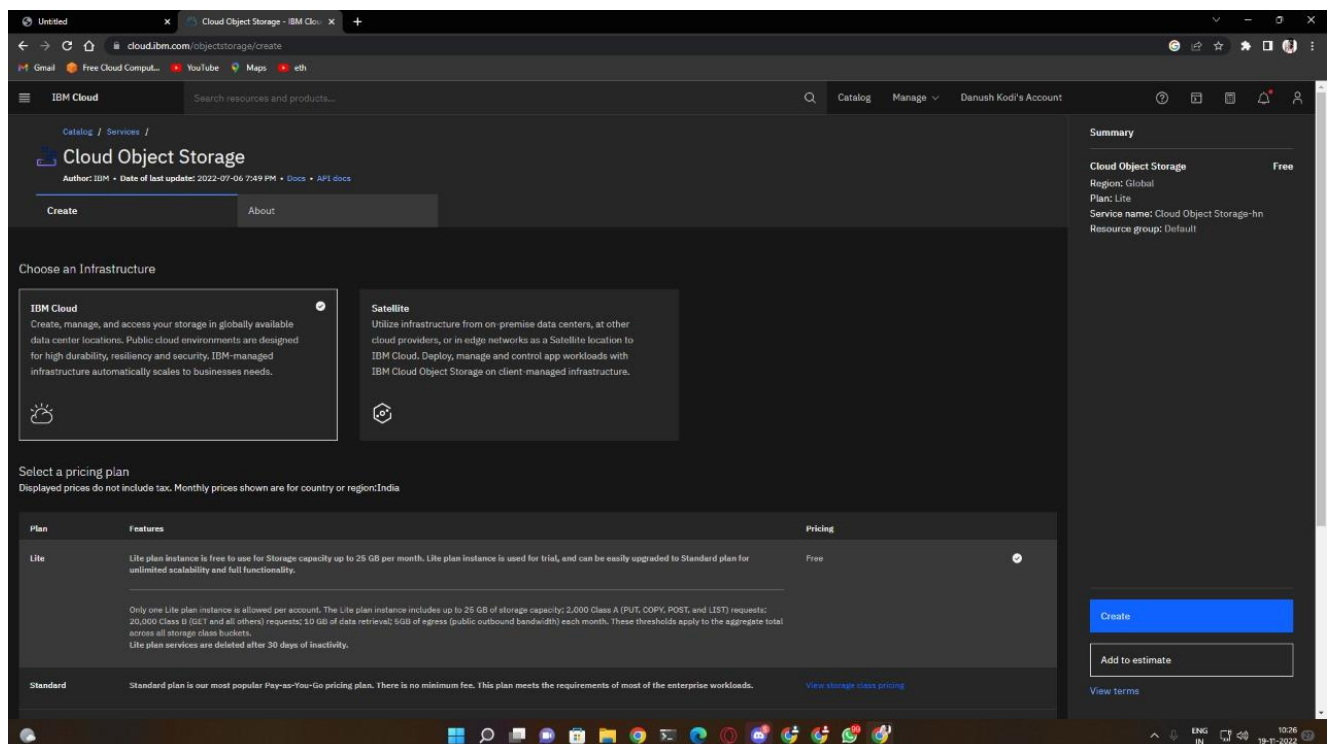 Untitled
Cloud Object Storage - IBM Clou
cloud.ibm.com/objectstorage/create
Gmail
Free Cloud Comput...
YouTube
Maps
eth
IBM Cloud
Search resources and products...
Catalog
Manage
Danush Kodi's Account
Catalog / Services /
Cloud Object Storage
Author: IBM • Date of last update: 2022-07-06 7:49 PM • Docs • API docs
Create
About
Choose an Infrastructure
IBM Cloud
Create, manage, and access your storage in globally available
data center locations. Public cloud environments are designed
for high durability, resiliency and security. IBM-managed
infrastructure automatically scales to businesses needs.
Satellite
Utilize infrastructure from on-premise data centers, at other
cloud providers, or in edge networks as a Satellite location to
IBM Cloud. Deploy, manage and control app workloads with
IBM Cloud Object Storage on client-managed infrastructure.
Select a pricing plan
Displayed prices do not include tax. Monthly prices shown are for country or region:India
Plan
Features
Pricing
Lite
Lite plan instance is free to use for Storage capacity up to 25 GB per month. Lite plan instance is used for trial, and can be easily upgraded to Standard plan for
unlimited scalability and full functionality.
Free
Only one Lite plan instance is allowed per account. The Lite plan instance includes up to 25 GB of storage capacity; 2,000 Class A (PUT, COPY, POST, and LIST) requests;
20,000 Class B (GET and all others) requests; 10 GB of data retrieval; 5GB of egress (public outbound bandwidth) each month. These thresholds apply to the aggregate total
across all storage class buckets.
Lite plan services are deleted after 30 days of inactivity.
Standard
Standard plan is our most popular Pay-as-You-Go pricing plan. There is no minimum fee. This plan meets the requirements of most of the enterprise workloads.
View storage class pricing
Summary
Cloud Object Storage
Free
Region: Global
Plan: Lite
Service name: Cloud Object Storage-hn
Resource group: Default
Create
Add to estimate
View terms
99
ENG
IN
10:26
19-11-2022